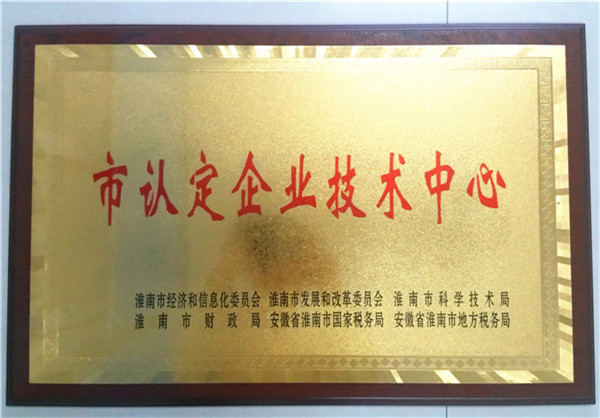 市认定企业技术中心
淮南市经济和信息化委员会 淮南市发展和改革委员会 淮南市科学技术局
淮南市财政局 安徽省淮南市国家税务局 安徽省淮南市地方税务局